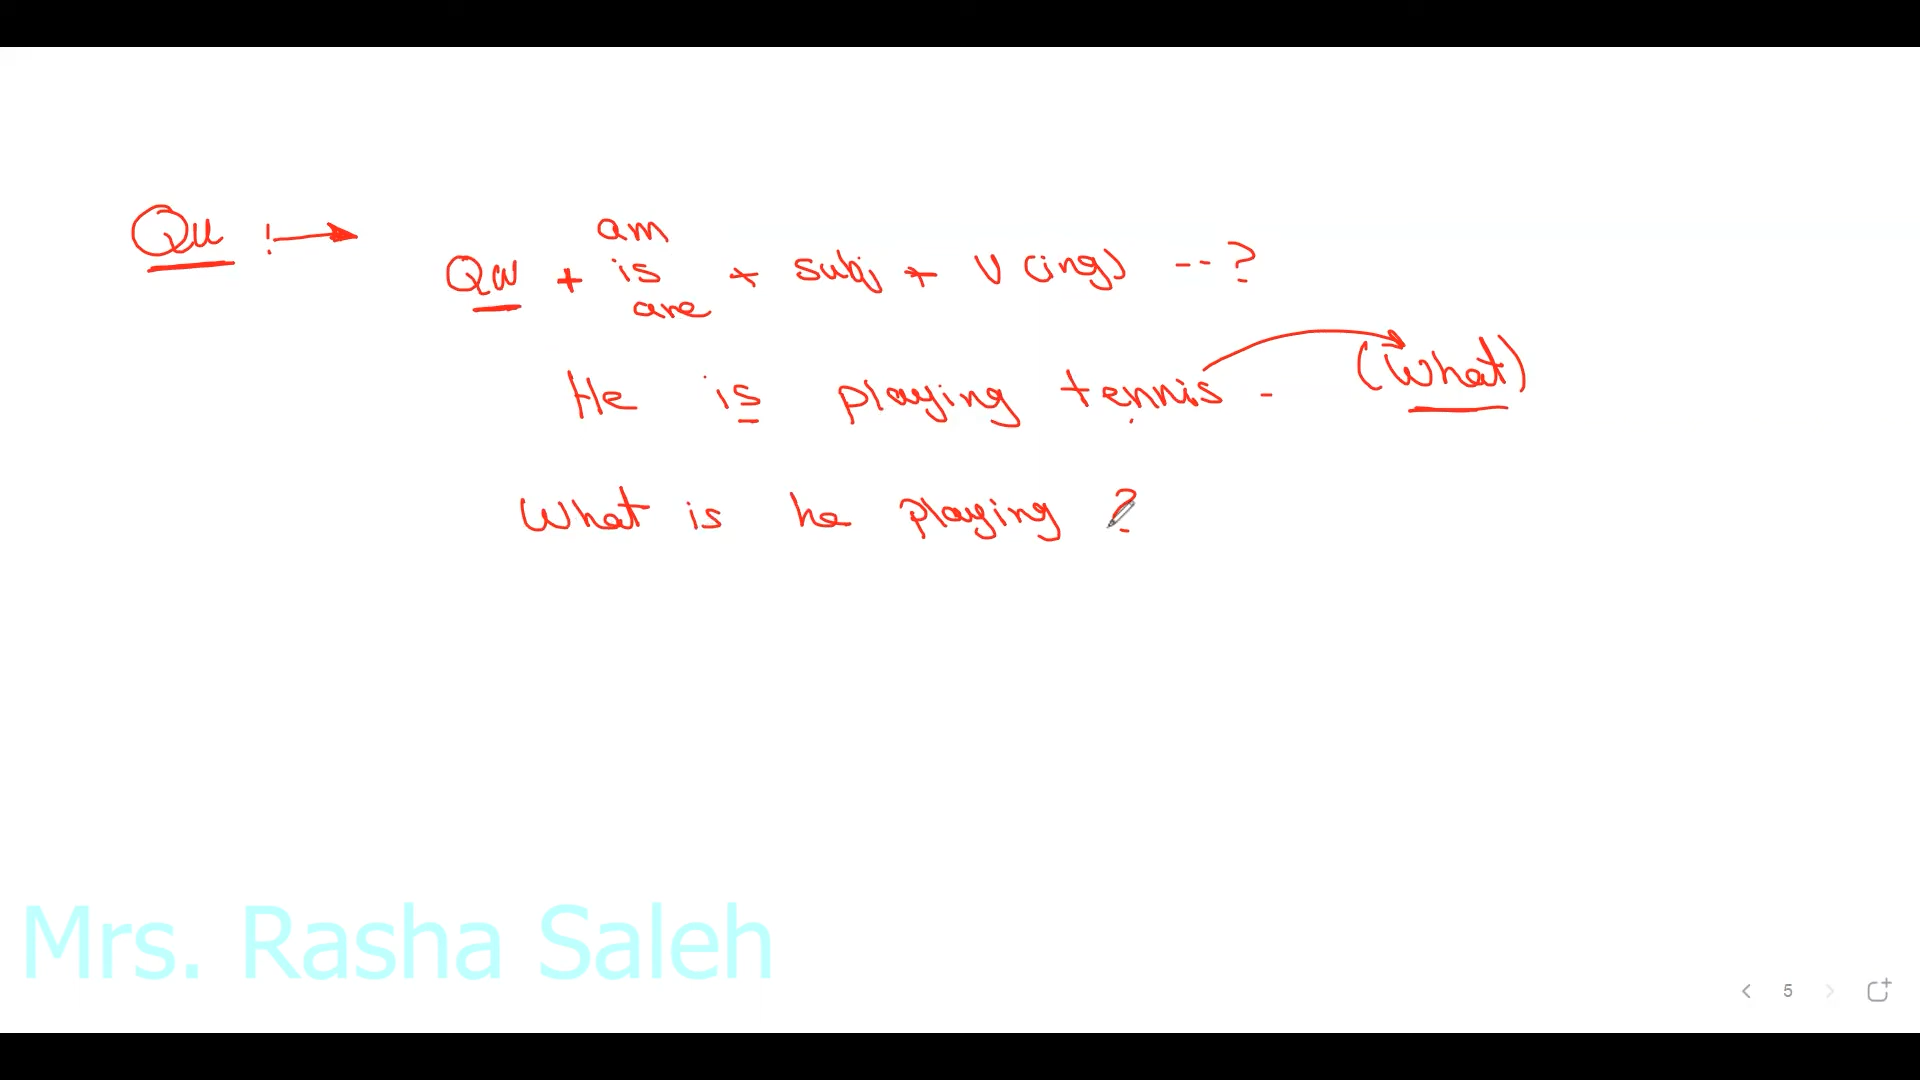 Qu :→
am
Qw + is + subj + V (ing) -- ?
are
He is playing tennis - (What)
What is he playing ?
Mrs. Rasha Saleh
5